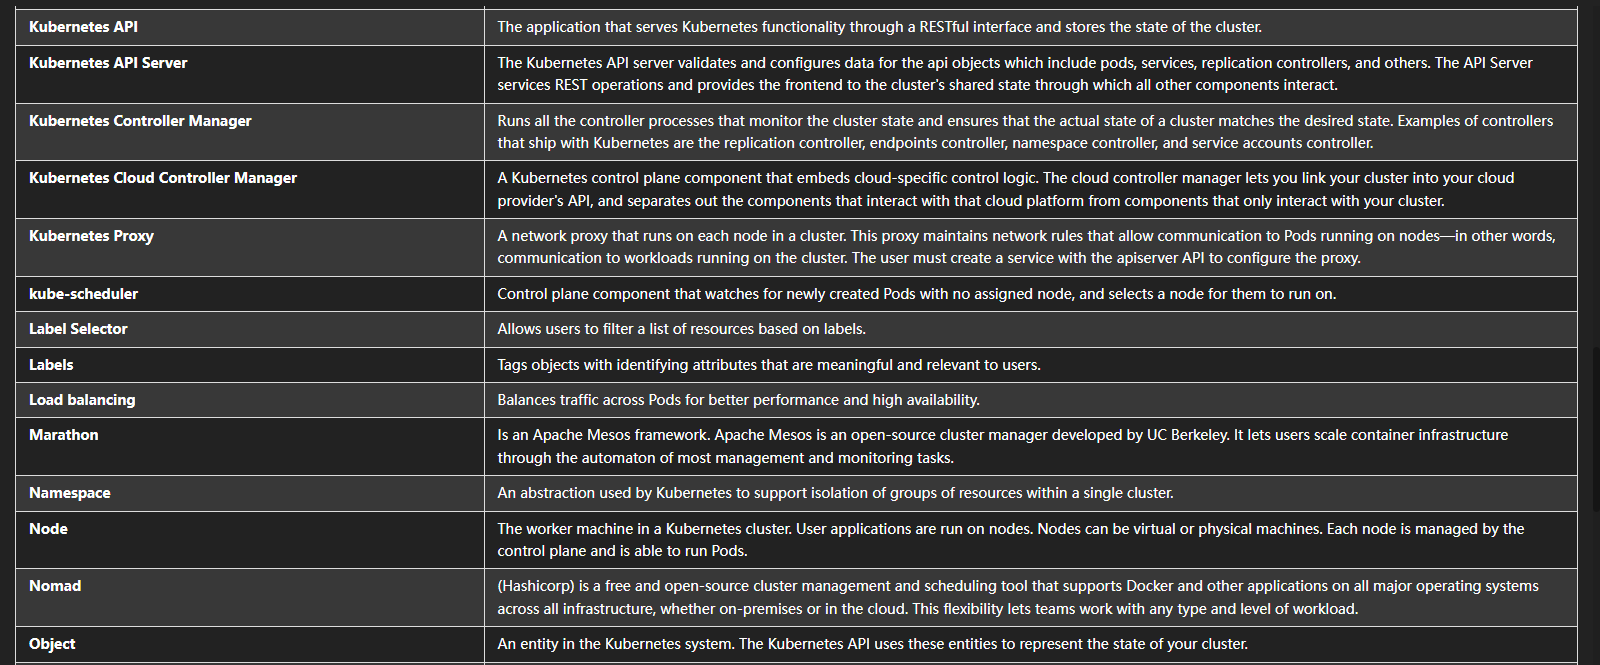 Kubernetes API
The application that serves Kubernetes functionality through a RESTful interface and stores the state of the cluster.
Kubernetes API Server
The Kubernetes API server validates and configures data for the api objects which include pods, services, replication controllers, and others. The API Server
services REST operations and provides the frontend to the cluster's shared state through which all other components interact.
Kubernetes Controller Manager
Runs all the controller processes that monitor the cluster state and ensures that the actual state of a cluster matches the desired state. Examples of controllers
that ship with Kubernetes are the replication controller, endpoints controller, namespace controller, and service accounts controller.
Kubernetes Cloud Controller Manager
A Kubernetes control plane component that embeds cloud-specific control logic. The cloud controller manager lets you link your cluster into your cloud
provider's API, and separates out the components that interact with that cloud platform from components that only interact with your cluster.
Kubernetes Proxy
A network proxy that runs on each node in a cluster. This proxy maintains network rules that allow communication to Pods running on nodes—in other words,
communication to workloads running on the cluster. The user must create a service with the apiserver API to configure the proxy.
kube-scheduler
Control plane component that watches for newly created Pods with no assigned node, and selects a node for them to run on.
Label Selector
Allows users to filter a list of resources based on labels.
Labels
Tags objects with identifying attributes that are meaningful and relevant to users.
Load balancing
Balances traffic across Pods for better performance and high availability.
Marathon
Is an Apache Mesos framework. Apache Mesos is an open-source cluster manager developed by UC Berkeley. It lets users scale container infrastructure
through the automaton of most management and monitoring tasks.
Namespace
An abstraction used by Kubernetes to support isolation of groups of resources within a single cluster.
Node
The worker machine in a Kubernetes cluster. User applications are run on nodes. Nodes can be virtual or physical machines. Each node is managed by the
control plane and is able to run Pods.
Nomad
(Hashicorp) is a free and open-source cluster management and scheduling tool that supports Docker and other applications on all major operating systems
across all infrastructure, whether on-premises or in the cloud. This flexibility lets teams work with any type and level of workload.
Object
An entity in the Kubernetes system. The Kubernetes API uses these entities to represent the state of your cluster.